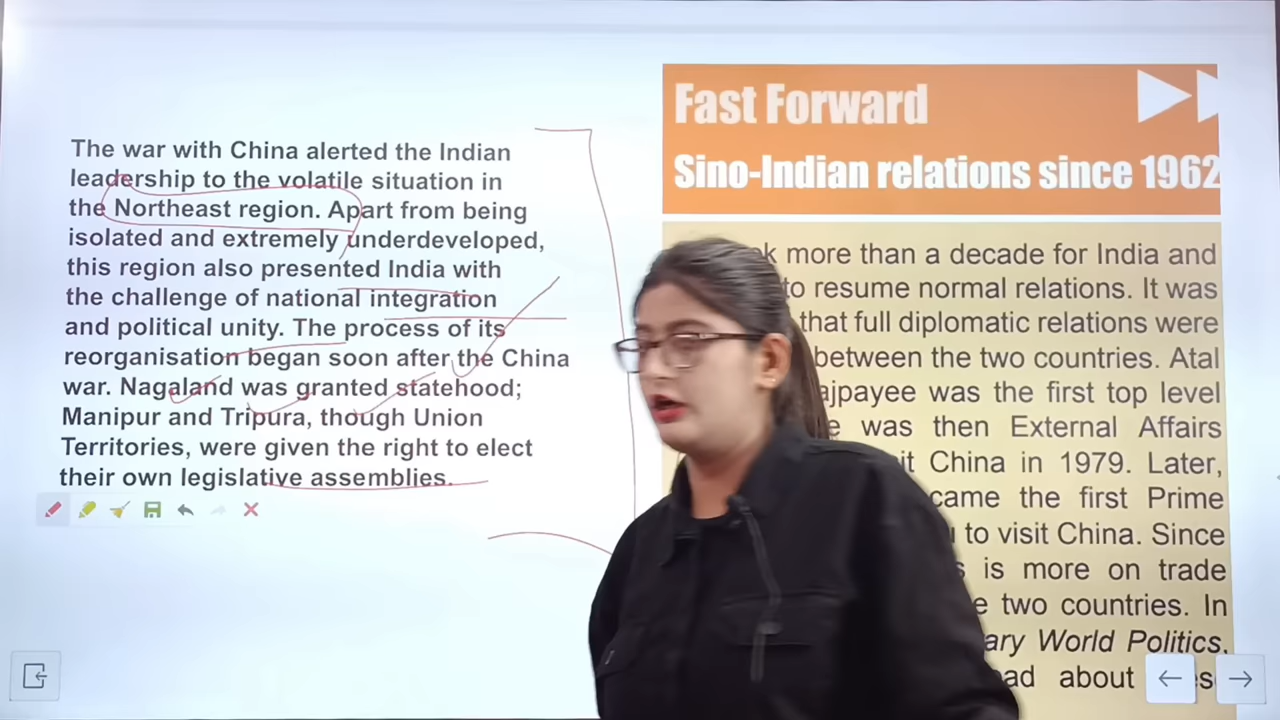 The war with China alerted the Indian
leadership to the volatile situation in
the Northeast region. Apart from being
isolated and extremely underdeveloped,
this region also presented India with
the challenge of national integration
and political unity. The process of its
reorganisation began soon after the China
war. Nagaland was granted statehood;
Manipur and Tripura, though Union
Territories, were given the right to elect
their own legislative assemblies.
Fast Forward
Sino-Indian relations since 1962
more than a decade for India and
to resume normal relations. It was
that full diplomatic relations were
between the two countries. Atal
was the first top level
was then External Affairs
China in 1979. Later,
the first Prime
to visit China. Since
is more on trade
two countries. In
World Politics,
about